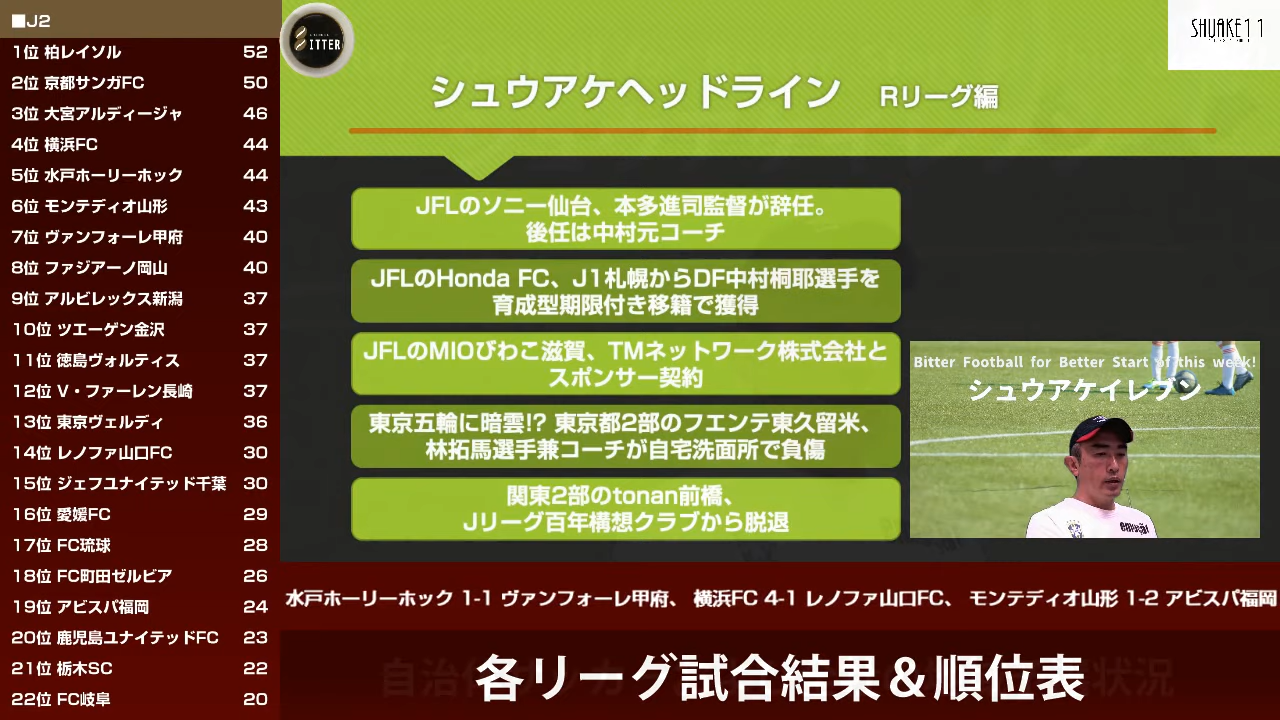 ■J2
1位 柏レイソル 52
2位 京都サンガFC 50
3位 大宮アルディージャ 46
4位 横浜FC 44
5位 水戸ホーリーホック 44
6位 モンテディオ山形 43
7位 ヴァンフォーレ甲府 40
8位 ファジアーノ岡山 40
9位 アルビレックス新潟 37
10位 ツエーゲン金沢 37
11位 徳島ヴォルティス 37
12位 V・ファーレン長崎 37
13位 東京ヴェルディ 36
14位 レノファ山口FC 30
15位 ジェフユナイテッド千葉 30
16位 愛媛FC 29
17位 FC琉球 28
18位 FC町田ゼルビア 26
19位 アビスパ福岡 24
20位 鹿児島ユナイテッドFC 23
21位 栃木SC 22
22位 FC岐阜 20
BITTER
SHUAKE11
シュウアケヘッドライン Rリーグ編
JFLのソニー仙台、本多進司監督が辞任。
後任は中村元コーチ
JFLのHonda FC、J1札幌からDF中村桐耶選手を
育成型期限付き移籍で獲得
JFLのMIOびわこ滋賀、TMネットワーク株式会社と
スポンサー契約
東京五輪に暗雲!? 東京都2部のフエンテ東久留米、
林拓馬選手兼コーチが自宅洗面所で負傷
関東2部のtonan前橋、
Jリーグ百年構想クラブから脱退
Bitter Football for Better Start of this week!
シュウアケイレブン
水戸ホーリーホック 1-1 ヴァンフォーレ甲府、 横浜FC 4-1 レノファ山口FC、 モンテディオ山形 1-2 アビスパ福岡
各リーグ試合結果＆順位表